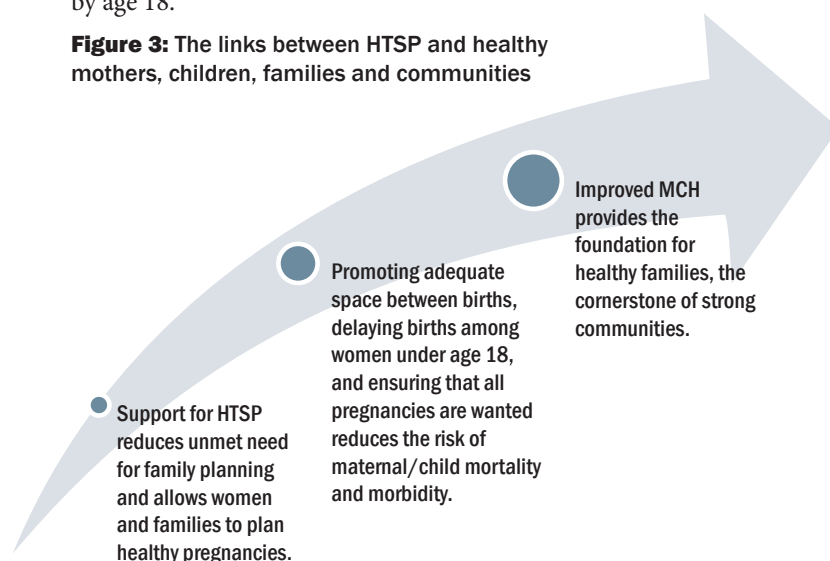 by age 18.
Figure 3: The links between HTSP and healthy
mothers, children, families and communities
Improved MCH
provides the
foundation for
healthy families, the
cornerstone of strong
communities.
Promoting adequate
space between births,
delaying births among
women under age 18,
and ensuring that all
pregnancies are wanted
reduces the risk of
maternal/child mortality
and morbidity.
Support for HTSP
reduces unmet need
for family planning
and allows women
and families to plan
healthy pregnancies.